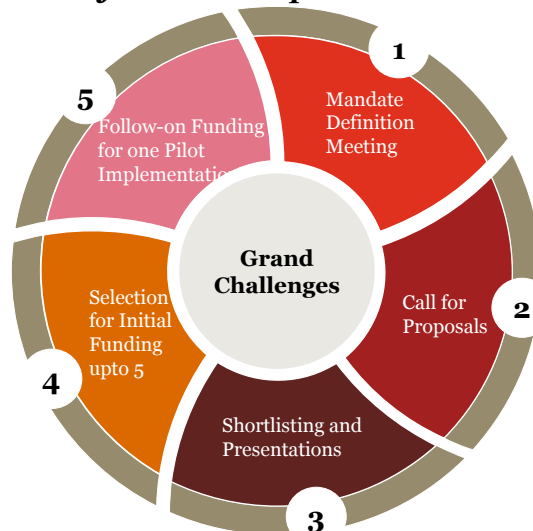 1
Mandate
Definition
Meeting
2
Call for
Proposals
3
Shortlisting and
Presentations
4
Selection
for Initial
Funding
upto 5
5
Follow-on Funding
for one Pilot
Implementation
Grand
Challenges